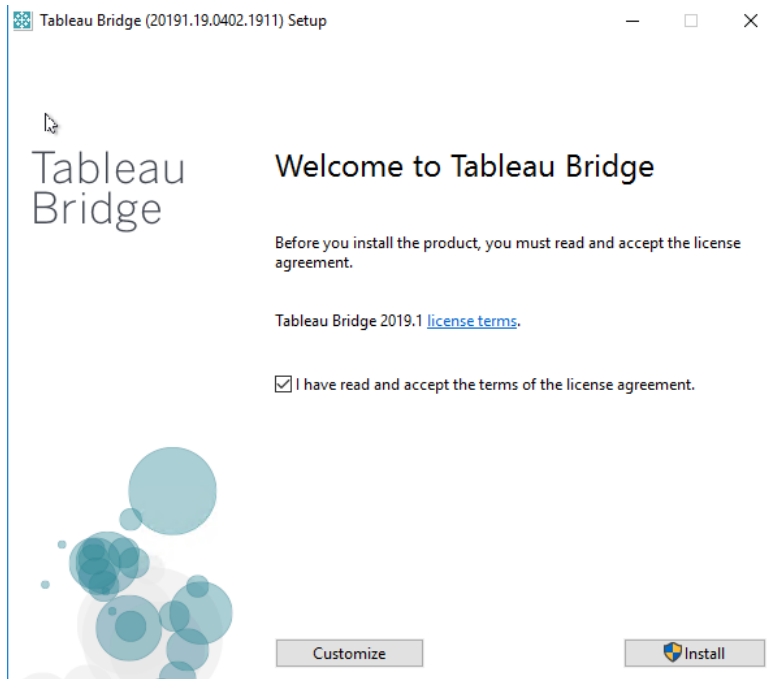 Tableau Bridge (20191.19.0402.1911) Setup
Tableau
Bridge
Welcome to Tableau Bridge
Before you install the product, you must read and accept the license
agreement.
Tableau Bridge 2019.1 license terms.
I have read and accept the terms of the license agreement.
Customize
Install